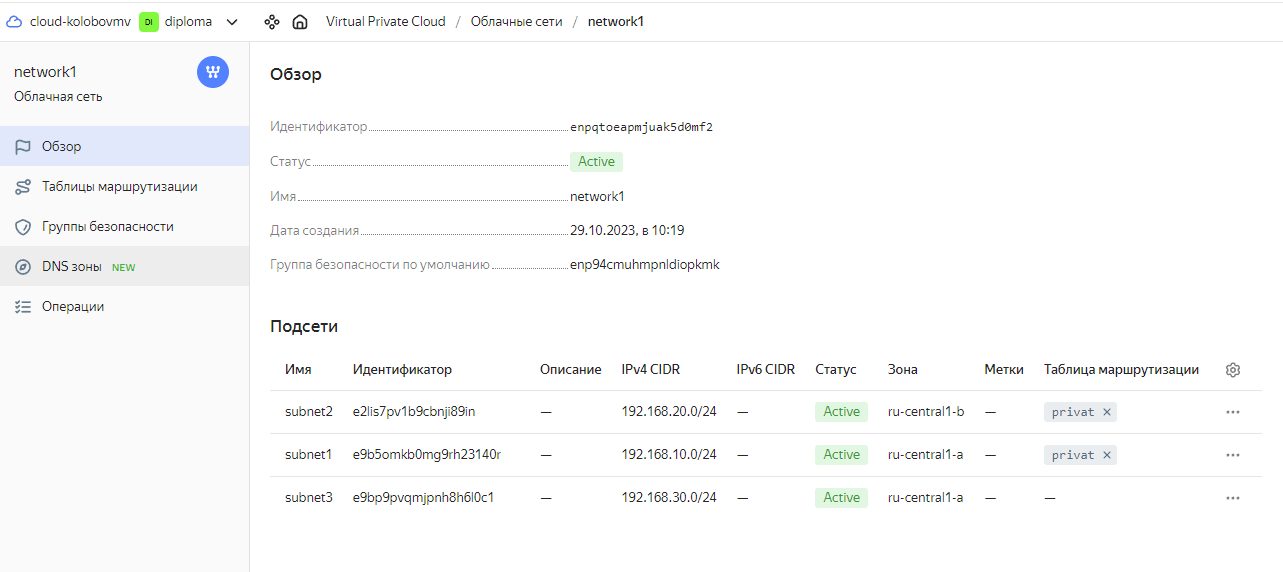 cloud-kolobovmv DI diploma Virtual Private Cloud / Облачные сети / network1
network1
Облачная сеть
Обзор
Таблицы маршрутизации
Группы безопасности
DNS зоны NEW
Операции
Обзор
Идентификатор enpqtoeapmjuak5d0mf2
Статус Active
Имя network1
Дата создания 29.10.2023, в 10:19
Группа безопасности по умолчанию enp94cmuhmpnldiopkmk
Подсети
Имя Идентификатор Описание IPv4 CIDR IPv6 CIDR Статус Зона Метки Таблица маршрутизации
subnet2 e2lis7pv1b9cbnji89in — 192.168.20.0/24 — Active ru-central1-b — privat ×
subnet1 e9b5omkb0mg9rh23140r — 192.168.10.0/24 — Active ru-central1-a — privat ×
subnet3 e9bp9pvqmjpnh8h6l0c1 — 192.168.30.0/24 — Active ru-central1-a — —